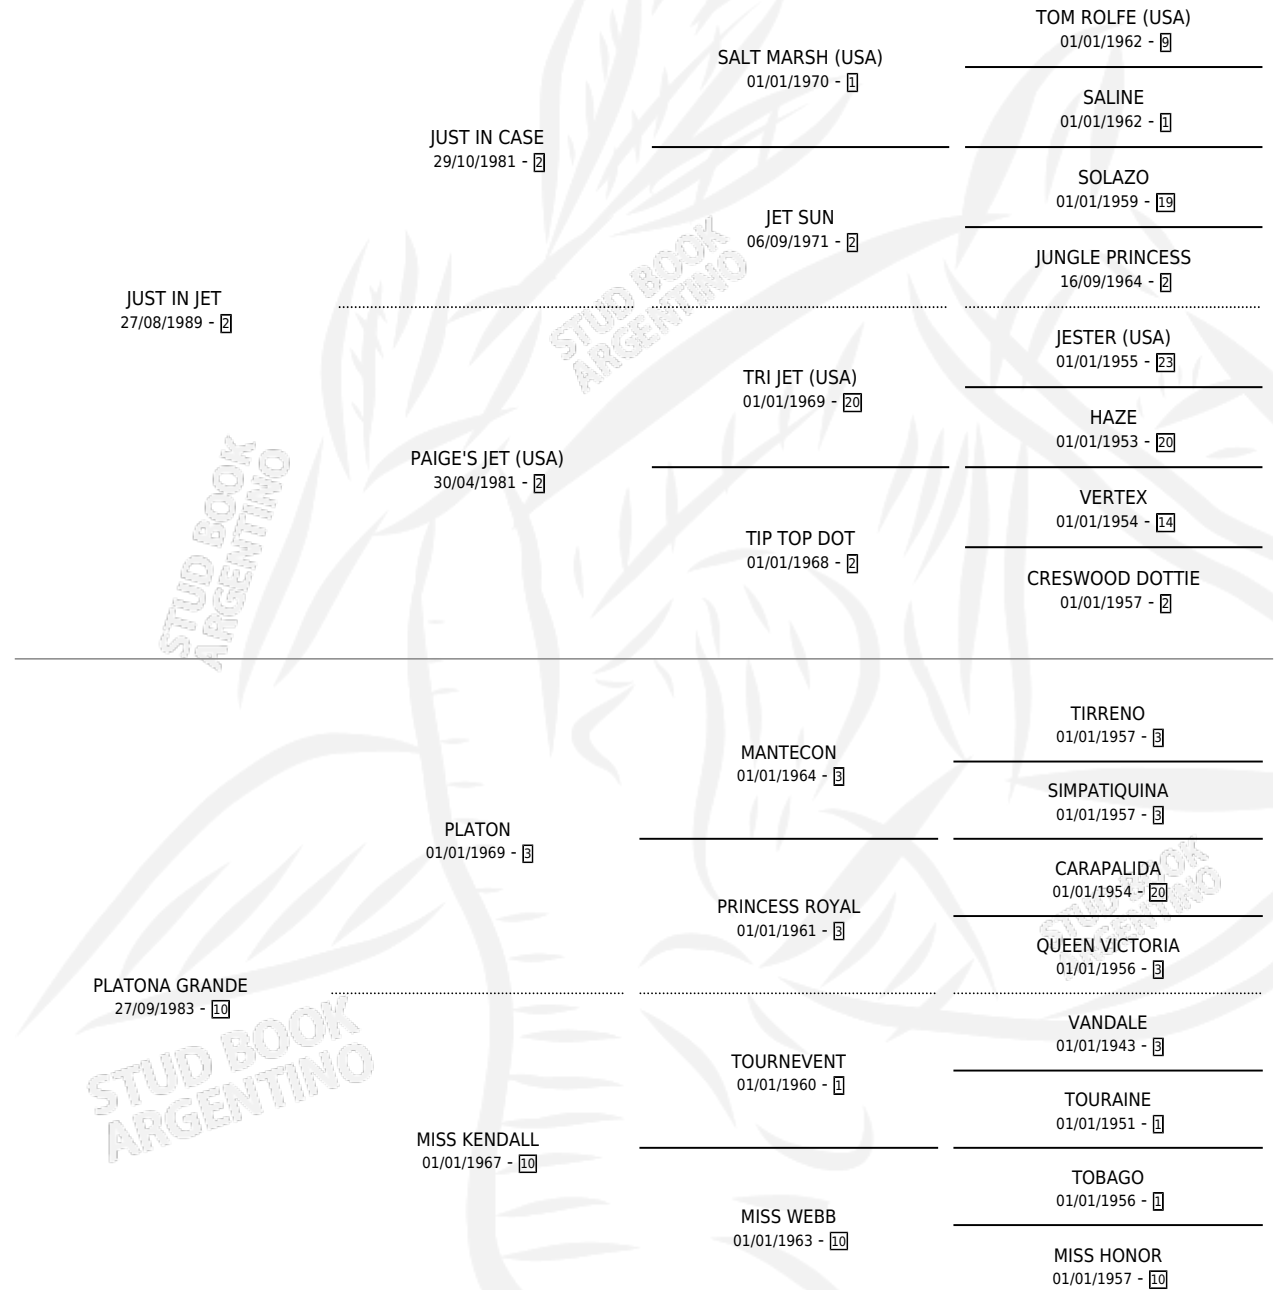 TOM ROLFE (USA)
01/01/1962 - 9
SALT MARSH (USA)
01/01/1970 - 1
SALINE
01/01/1962 - 1
JUST IN CASE
29/10/1981 - 2
SOLAZO
01/01/1959 - 19
JET SUN
06/09/1971 - 2
JUNGLE PRINCESS
16/09/1964 - 2
JUST IN JET
27/08/1989 - 2
STUD BOOK
ARGENTINO
JESTER (USA)
01/01/1955 - 23
TRI JET (USA)
01/01/1969 - 20
HAZE
01/01/1953 - 20
PAIGE'S JET (USA)
30/04/1981 - 2
VERTEX
01/01/1954 - 14
TIP TOP DOT
01/01/1968 - 2
CRESWOOD DOTTIE
01/01/1957 - 2
STUD BOOK
ARGENTINO
TIRRENO
01/01/1957 - 3
MANTECON
01/01/1964 - 3
SIMPATIQUINA
01/01/1957 - 3
PLATON
01/01/1969 - 3
CARAPALIDA
01/01/1954 - 20
PRINCESS ROYAL
01/01/1961 - 3
STUD BOOK
ARGENTINO
QUEEN VICTORIA
01/01/1956 - 3
PLATONA GRANDE
27/09/1983 - 10
VANDALE
01/01/1943 - 3
STUD BOOK
ARGENTINO
TOURNEVENT
01/01/1960 - 1
TOURAINE
01/01/1951 - 1
MISS KENDALL
01/01/1967 - 10
TOBAGO
01/01/1956 - 1
MISS WEBB
01/01/1963 - 10
MISS HONOR
01/01/1957 - 10